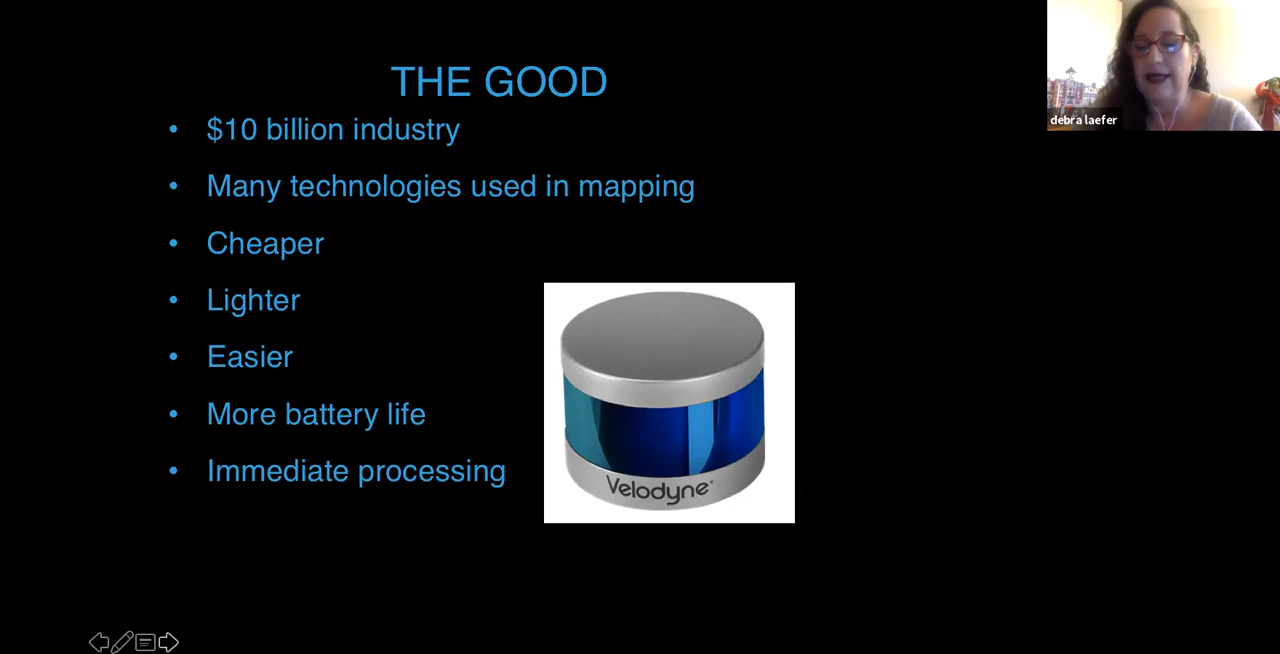 THE GOOD
• $10 billion industry
• Many technologies used in mapping
• Cheaper
• Lighter
• Easier
• More battery life
• Immediate processing
Velodyne
debra laefer